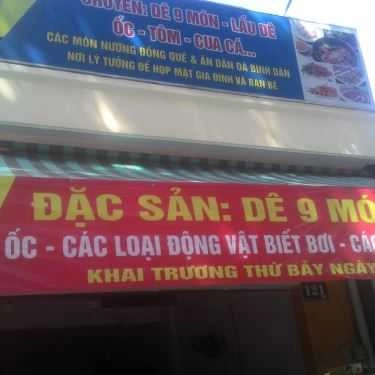 CHUYÊN: DÊ 9 MÓN - LẨU DÊ
ỐC - TÔM - CUA CÁ...
CÁC MÓN NƯỚNG ĐỒNG QUÊ & ĂN DÂN DÃ BÌNH DÂN
NƠI LÝ TƯỞNG ĐỂ HỌP MẶT GIA ĐÌNH VÀ BẠN BÈ
ĐẶC SẢN: DÊ 9 MÓ
ỐC - CÁC LOẠI ĐỘNG VẬT BIẾT BƠI - CÁC
KHAI TRƯƠNG THỨ BẢY NGÀY
121